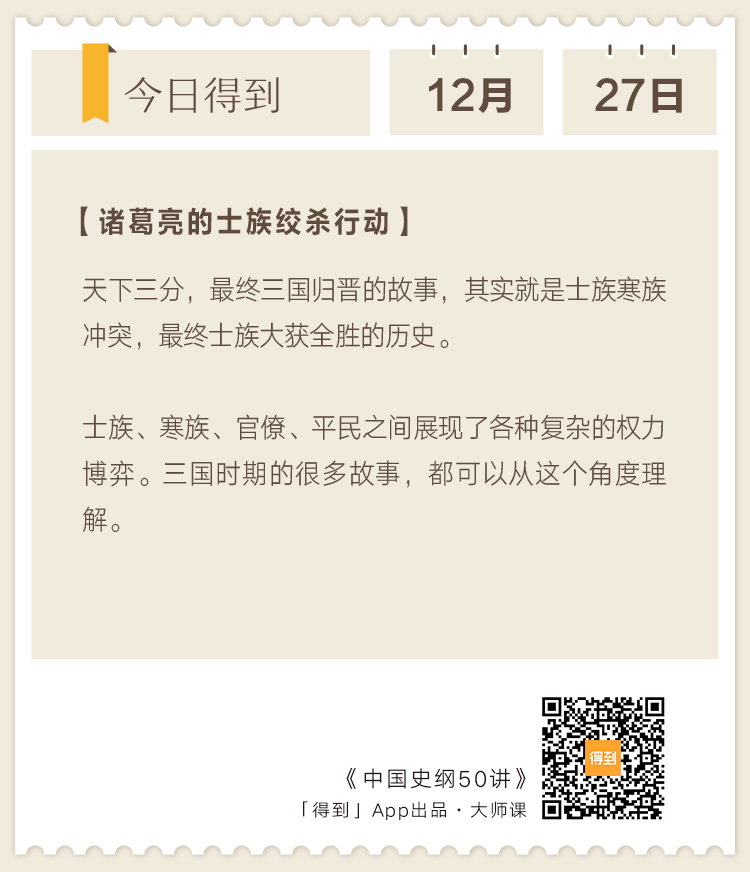 今日得到
12月
27日
【诸葛亮的士族绞杀行动】
天下三分，最终三国归晋的故事，其实就是士族寒族
冲突，最终士族大获全胜的历史。
士族、寒族、官僚、平民之间展现了各种复杂的权力
博弈。三国时期的很多故事，都可以从这个角度理
解。
得到
《中国史纲50讲》
「得到」App出品·大师课